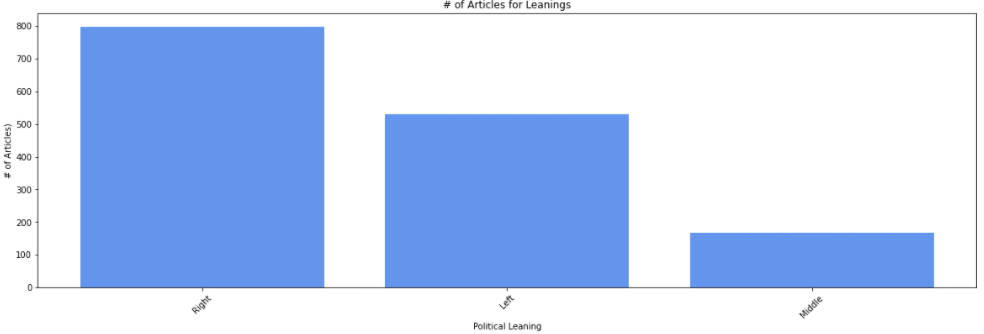 # of Articles for Leanings
# of Articles)
800
700
600
500
400
300
200
100
0
Right
Left
Middle
Political Leaning